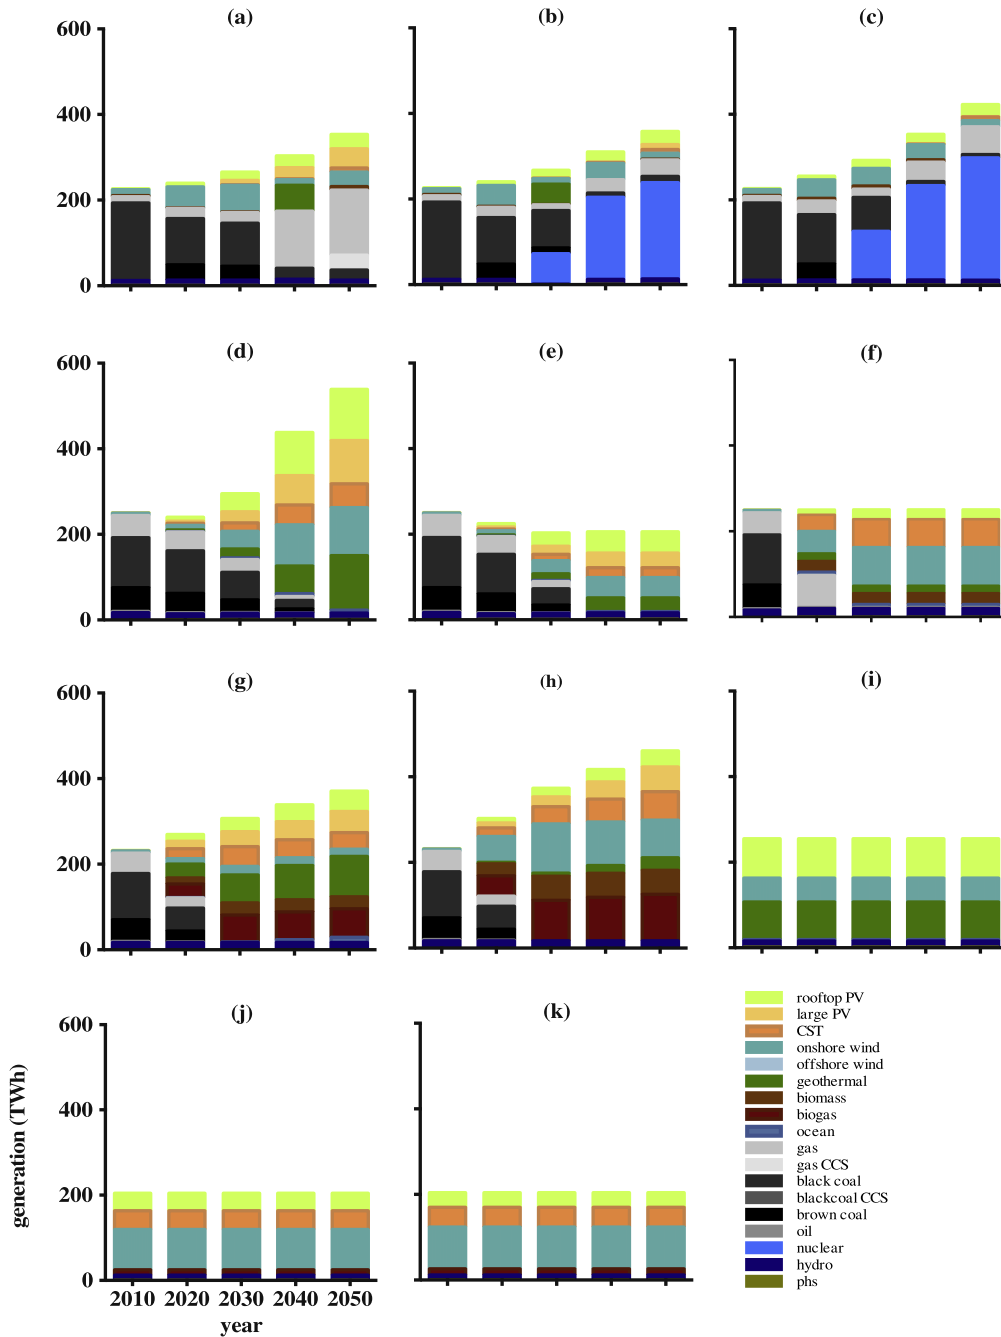 (a) (b) (c)
600
400
200
0
(d) (e) (f)
600
400
200
0
(g) (h) (i)
600
400
200
0
(j) (k)
600
400
200
0
generation (TWh)
2010 2020 2030 2040 2050
year
rooftop PV
large PV
CST
onshore wind
offshore wind
geothermal
biomass
biogas
ocean
gas
gas CCS
black coal
blackcoal CCS
brown coal
oil
nuclear
hydro
phs